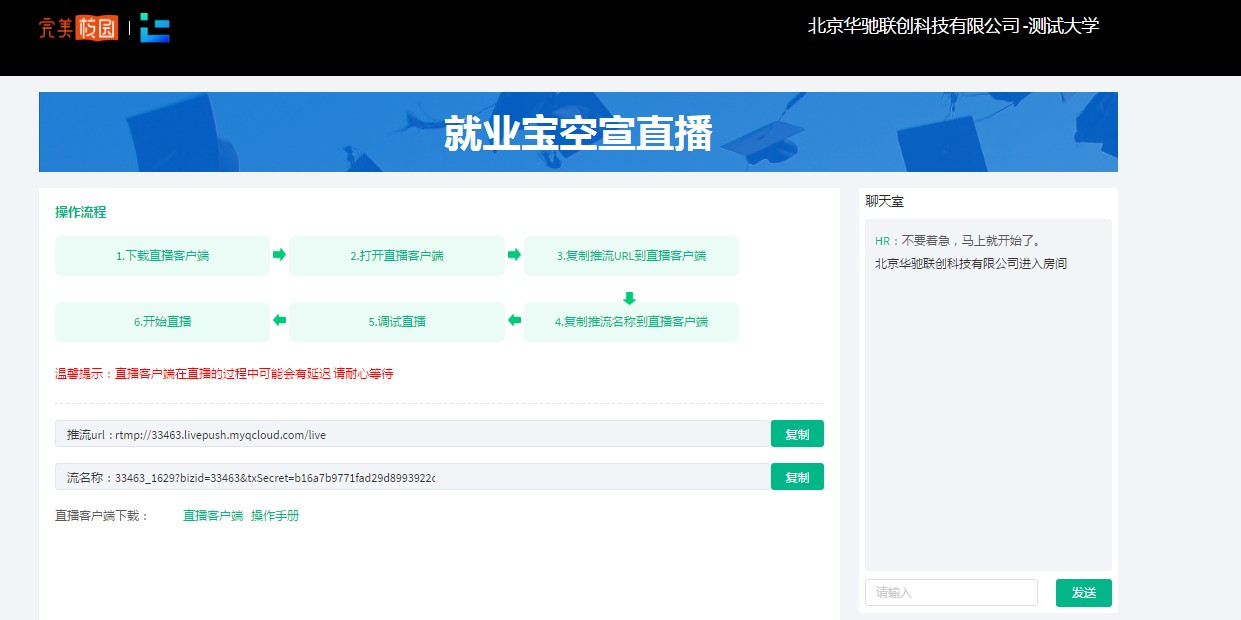 完美校园
北京华驰联创科技有限公司-测试大学
就业宝空宣直播
操作流程
1.下载直播客户端
2.打开直播客户端
3.复制推流URL到直播客户端
6.开始直播
5.调试直播
4.复制推流名称到直播客户端
温馨提示：直播客户端在直播的过程中可能会有延迟 请耐心等待
推流url：rtmp://33463.livepush.myqcloud.com/live
复制
流名称：33463_1629?bizid=33463&txSecret=b16a7b9771fad29d8993922c
复制
直播客户端下载： 直播客户端 操作手册
聊天室
HR：不要着急，马上就开始了。
北京华驰联创科技有限公司进入房间
请输入
发送